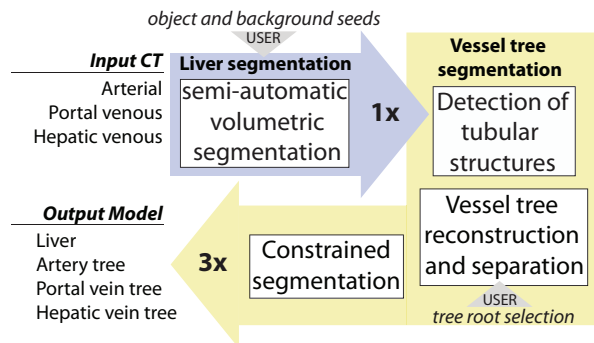 object and background seeds
USER
Input CT
Arterial
Portal venous
Hepatic venous
Liver segmentation
semi-automatic
volumetric
segmentation
1x
Vessel tree
segmentation
Detection of
tubular
structures
Vessel tree
reconstruction
and separation
USER
tree root selection
Constrained
segmentation
3x
Output Model
Liver
Artery tree
Portal vein tree
Hepatic vein tree